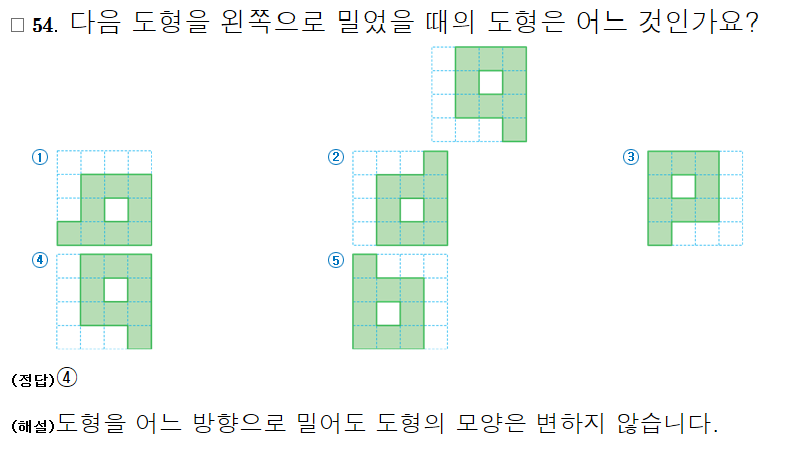 □ 54. 다음 도형을 왼쪽으로 밀었을 때의 도형은 어느 것인가요?
① ② ③
④ ⑤
(정답)④
(해설)도형을 어느 방향으로 밀어도 도형의 모양은 변하지 않습니다.